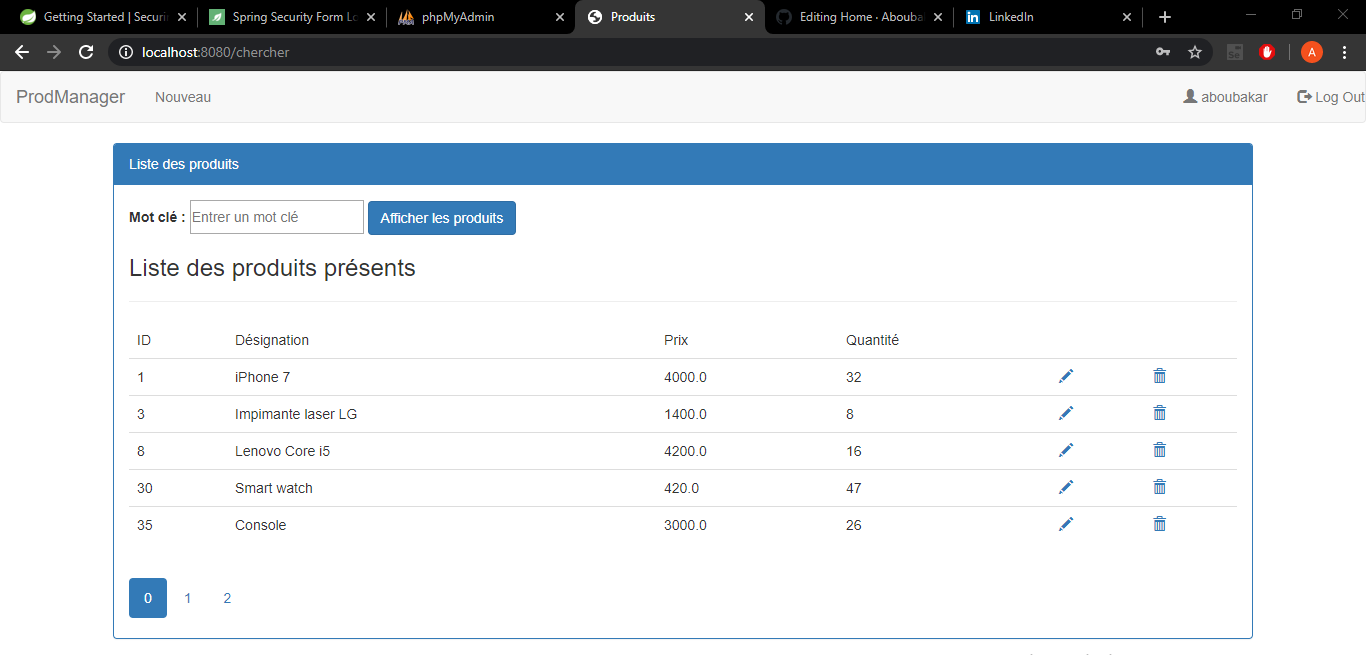 Getting Started | Securi
Spring Security Form Lo
phpMyAdmin
Produits
Editing Home · Abouba
LinkedIn
localhost:8080/chercher
A
ProdManager
Nouveau
aboubakar
Log Out
Liste des produits
Mot clé :
Entrer un mot clé
Afficher les produits
Liste des produits présents
ID Désignation Prix Quantité
1 iPhone 7 4000.0 32
3 Impimante laser LG 1400.0 8
8 Lenovo Core i5 4200.0 16
30 Smart watch 420.0 47
35 Console 3000.0 26
0 1 2